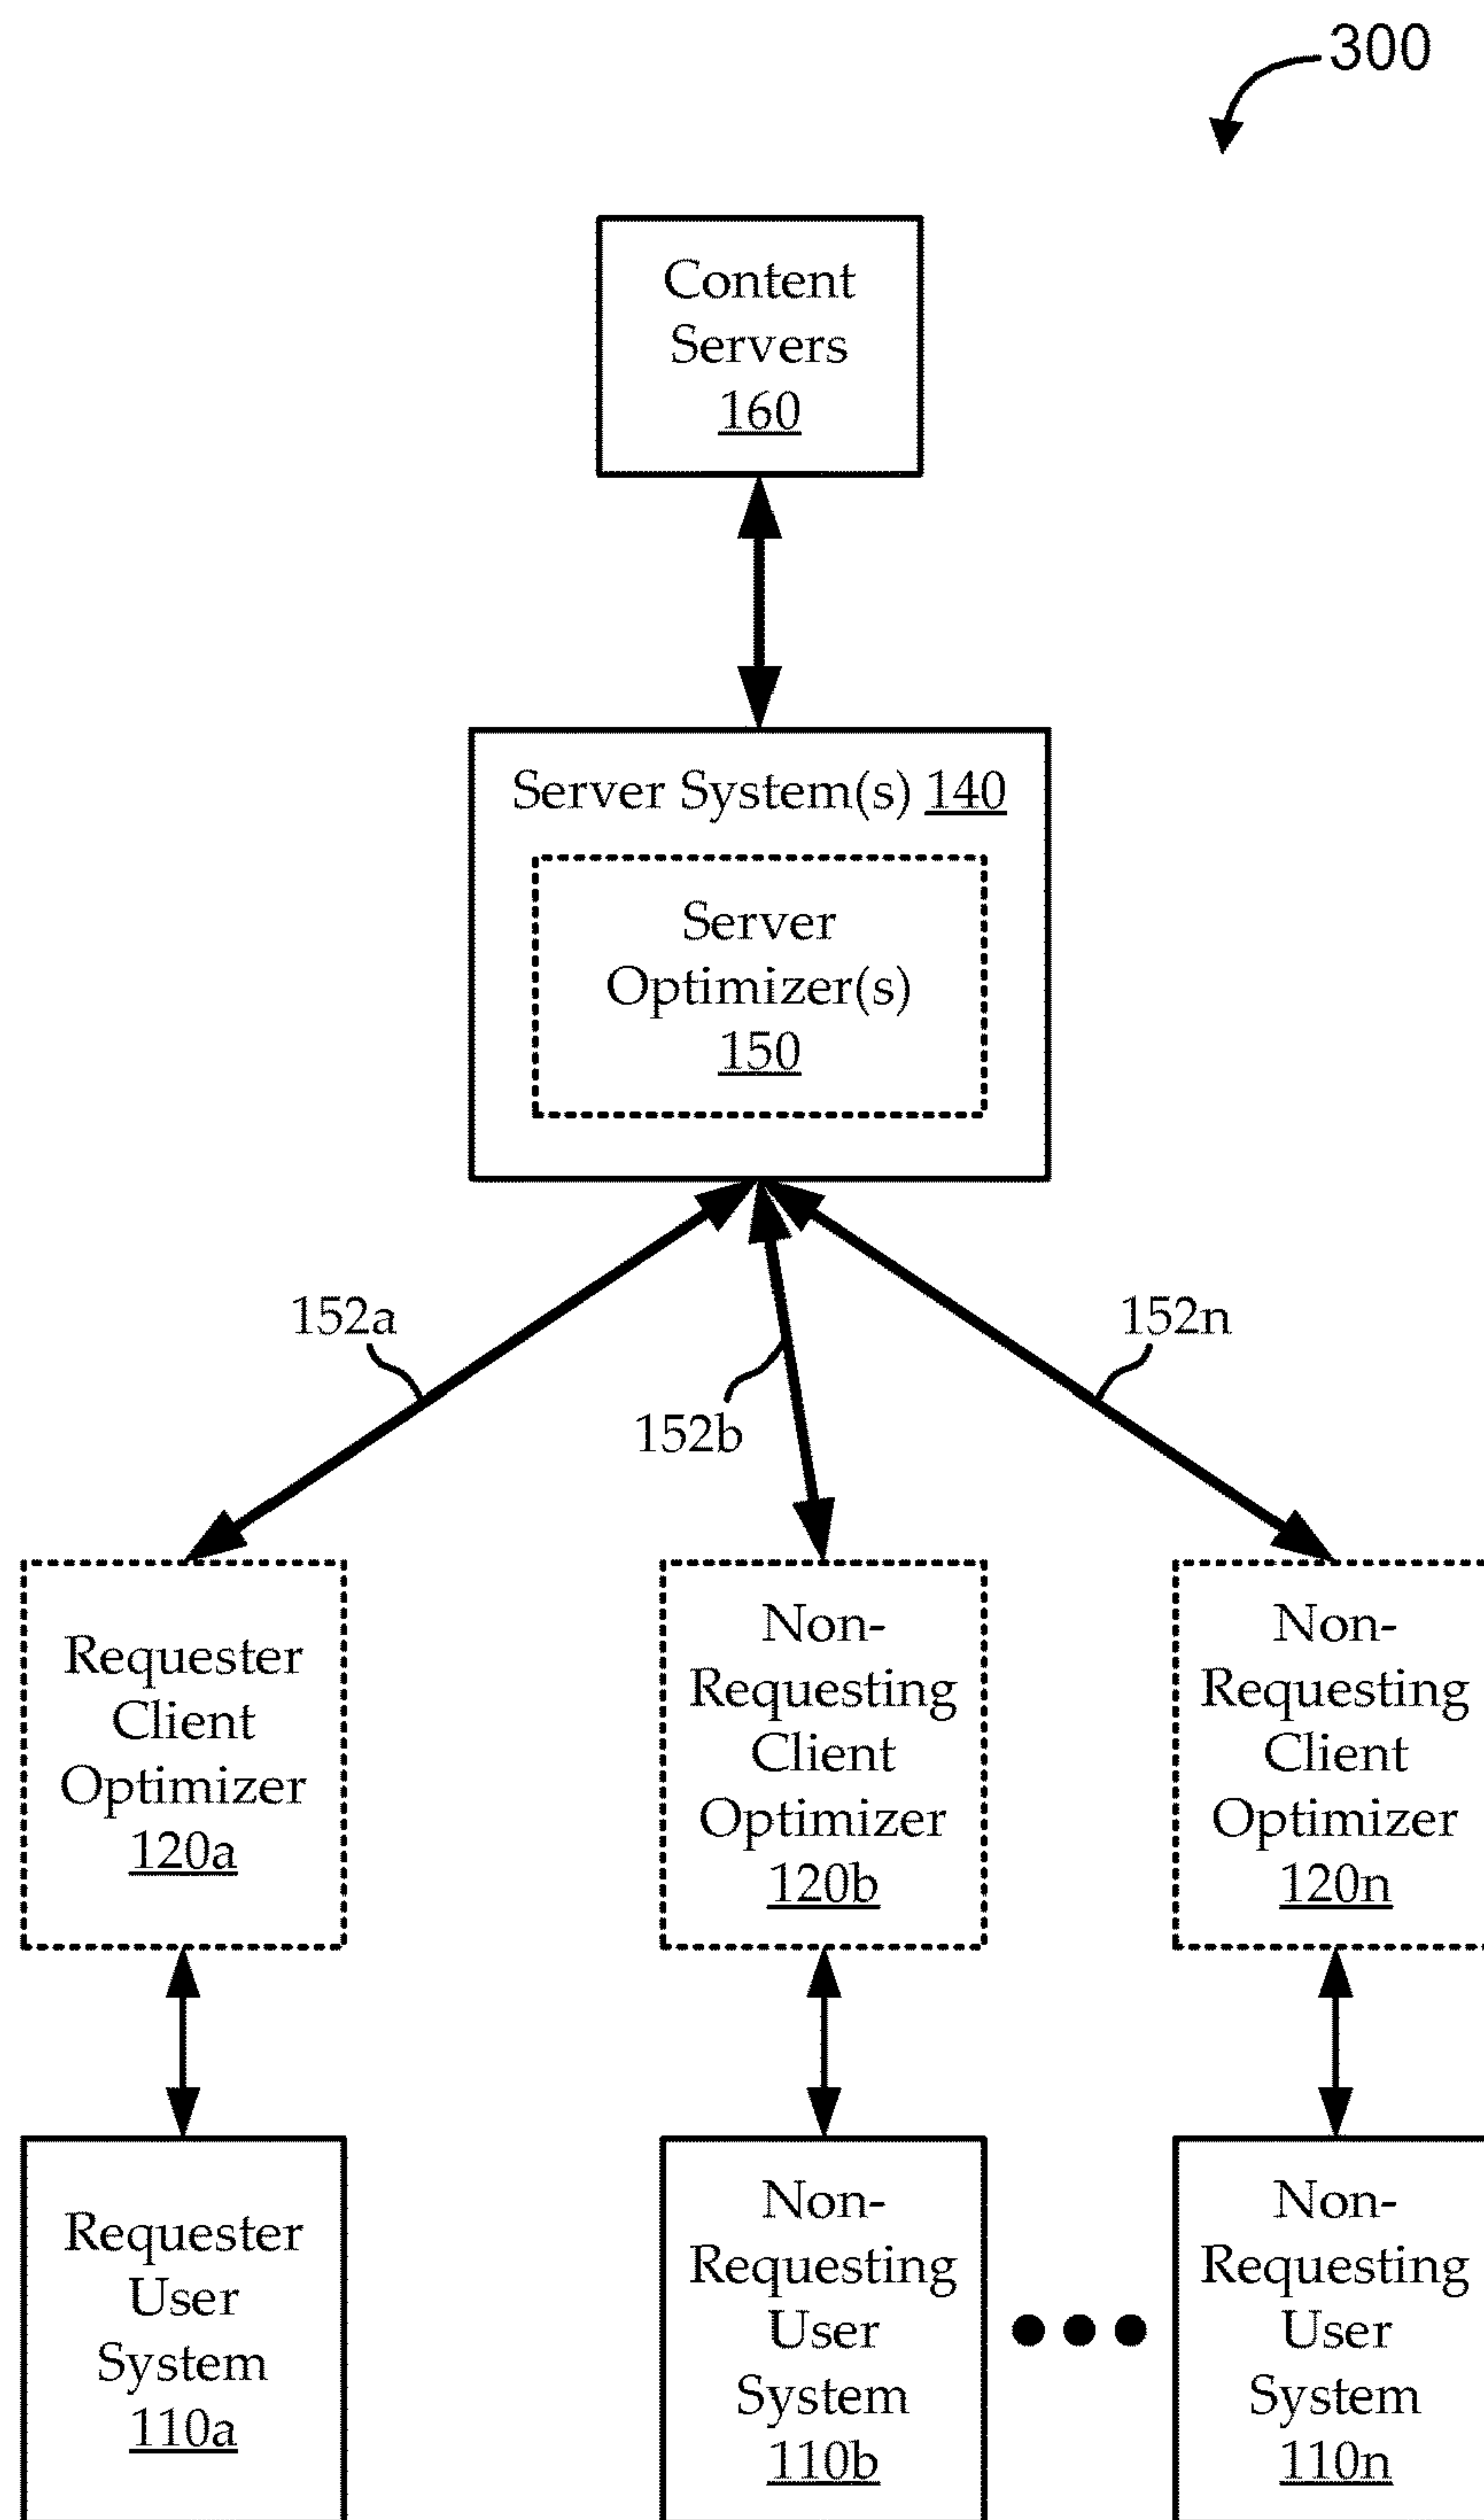 300
Content
Servers
160
Server System(s) 140
Server
Optimizer(s)
150
152a
152b
152n
Requester
Client
Optimizer
120a
Non-
Requesting
Client
Optimizer
120b
Non-
Requesting
Client
Optimizer
120n
Requester
User
System
110a
Non-
Requesting
User
System
110b
Non-
Requesting
User
System
110n